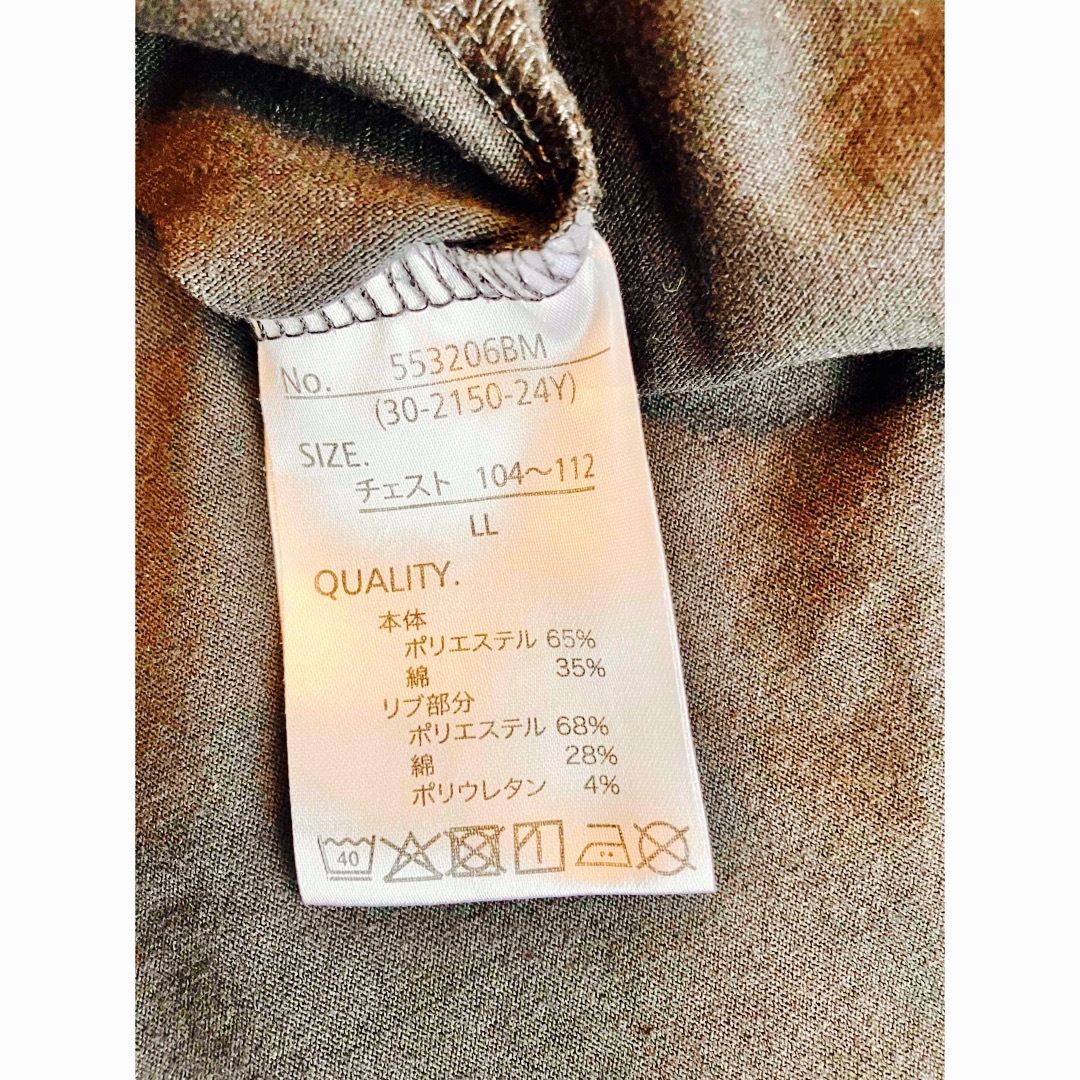 No. 553206BM
(30-2150-24Y)
SIZE.
チェスト 104～112
LL
QUALITY.
本体
ポリエステル 65%
綿 35%
リブ部分
ポリエステル 68%
綿 28%
ポリウレタン 4%
40